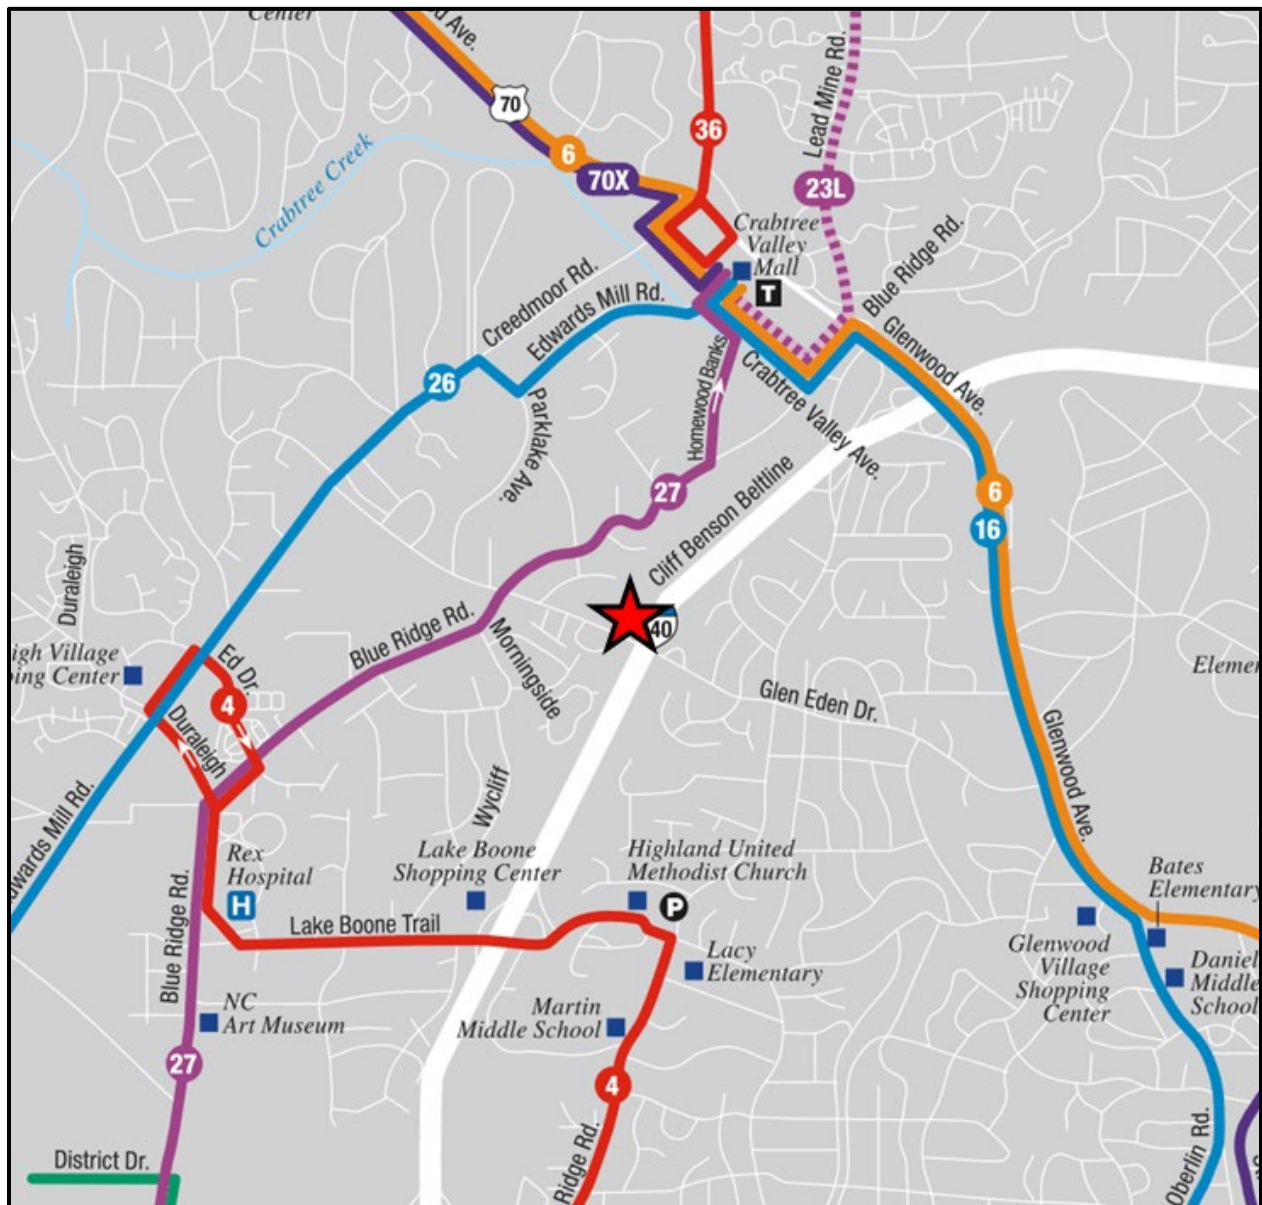 Center
d Ave.
70
6
70X
36
Lead Mine Rd.
23L
Crabtree Creek
Crabtree
Valley
Mall
T
Blue Ridge Rd.
Creedmoor Rd.
Edwards Mill Rd.
Glenwood Ave.
26
Parklake Ave.
Homewood Banks
Crabtree Valley Ave.
27
Cliff Benson Beltline
6
16
40
Duraleigh
Blue Ridge Rd.
Morningside
igh Village
ing Center
Ed Dr.
4
Duraleigh
Glen Eden Dr.
Elemen
Glenwood Ave.
dwards Mill Rd.
Wycliff
Rex
Hospital
H
Lake Boone
Shopping Center
Highland United
Methodist Church
P
Bates
Elementary
Lake Boone Trail
Blue Ridge Rd.
Lacy
Elementary
Glenwood
Village
Shopping
Center
Daniel
Middle
School
NC
Art Museum
Martin
Middle School
27
4
District Dr.
Ridge Rd.
Oberlin Rd.